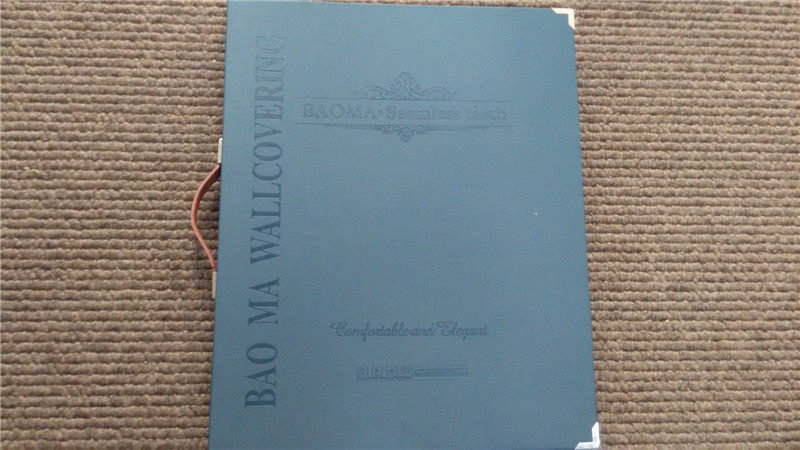 BAO MA WALLCOVERING
BAOMA·Seamless cloth
Comfortable and Elegant